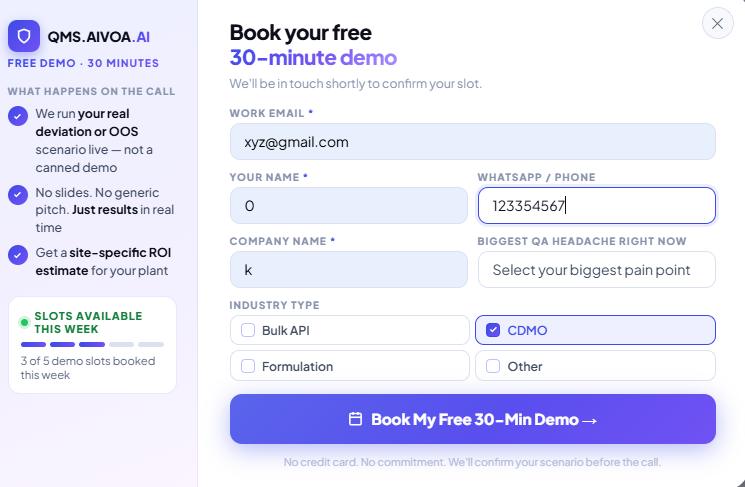 QMS.AIVOA.AI
FREE DEMO · 30 MINUTES
WHAT HAPPENS ON THE CALL
We run your real
deviation or OOS
scenario live — not a
canned demo
No slides. No generic
pitch. Just results in real
time
Get a site-specific ROI
estimate for your plant
SLOTS AVAILABLE
THIS WEEK
3 of 5 demo slots booked
this week
Book your free
30-minute demo
We'll be in touch shortly to confirm your slot.
WORK EMAIL *
xyz@gmail.com
YOUR NAME *
0
WHATSAPP / PHONE
123354567
COMPANY NAME *
k
BIGGEST QA HEADACHE RIGHT NOW
Select your biggest pain point
INDUSTRY TYPE
Bulk API
CDMO
Formulation
Other
Book My Free 30-Min Demo →
No credit card. No commitment. We'll confirm your scenario before the call.